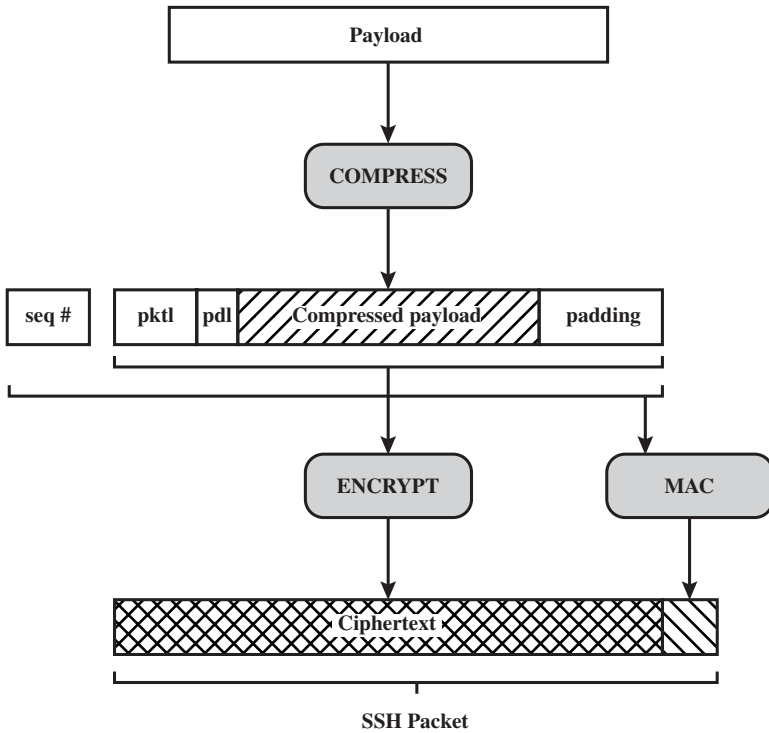 Payload
COMPRESS
seq # pktl pdl Compressed payload padding
ENCRYPT MAC
Ciphertext
SSH Packet